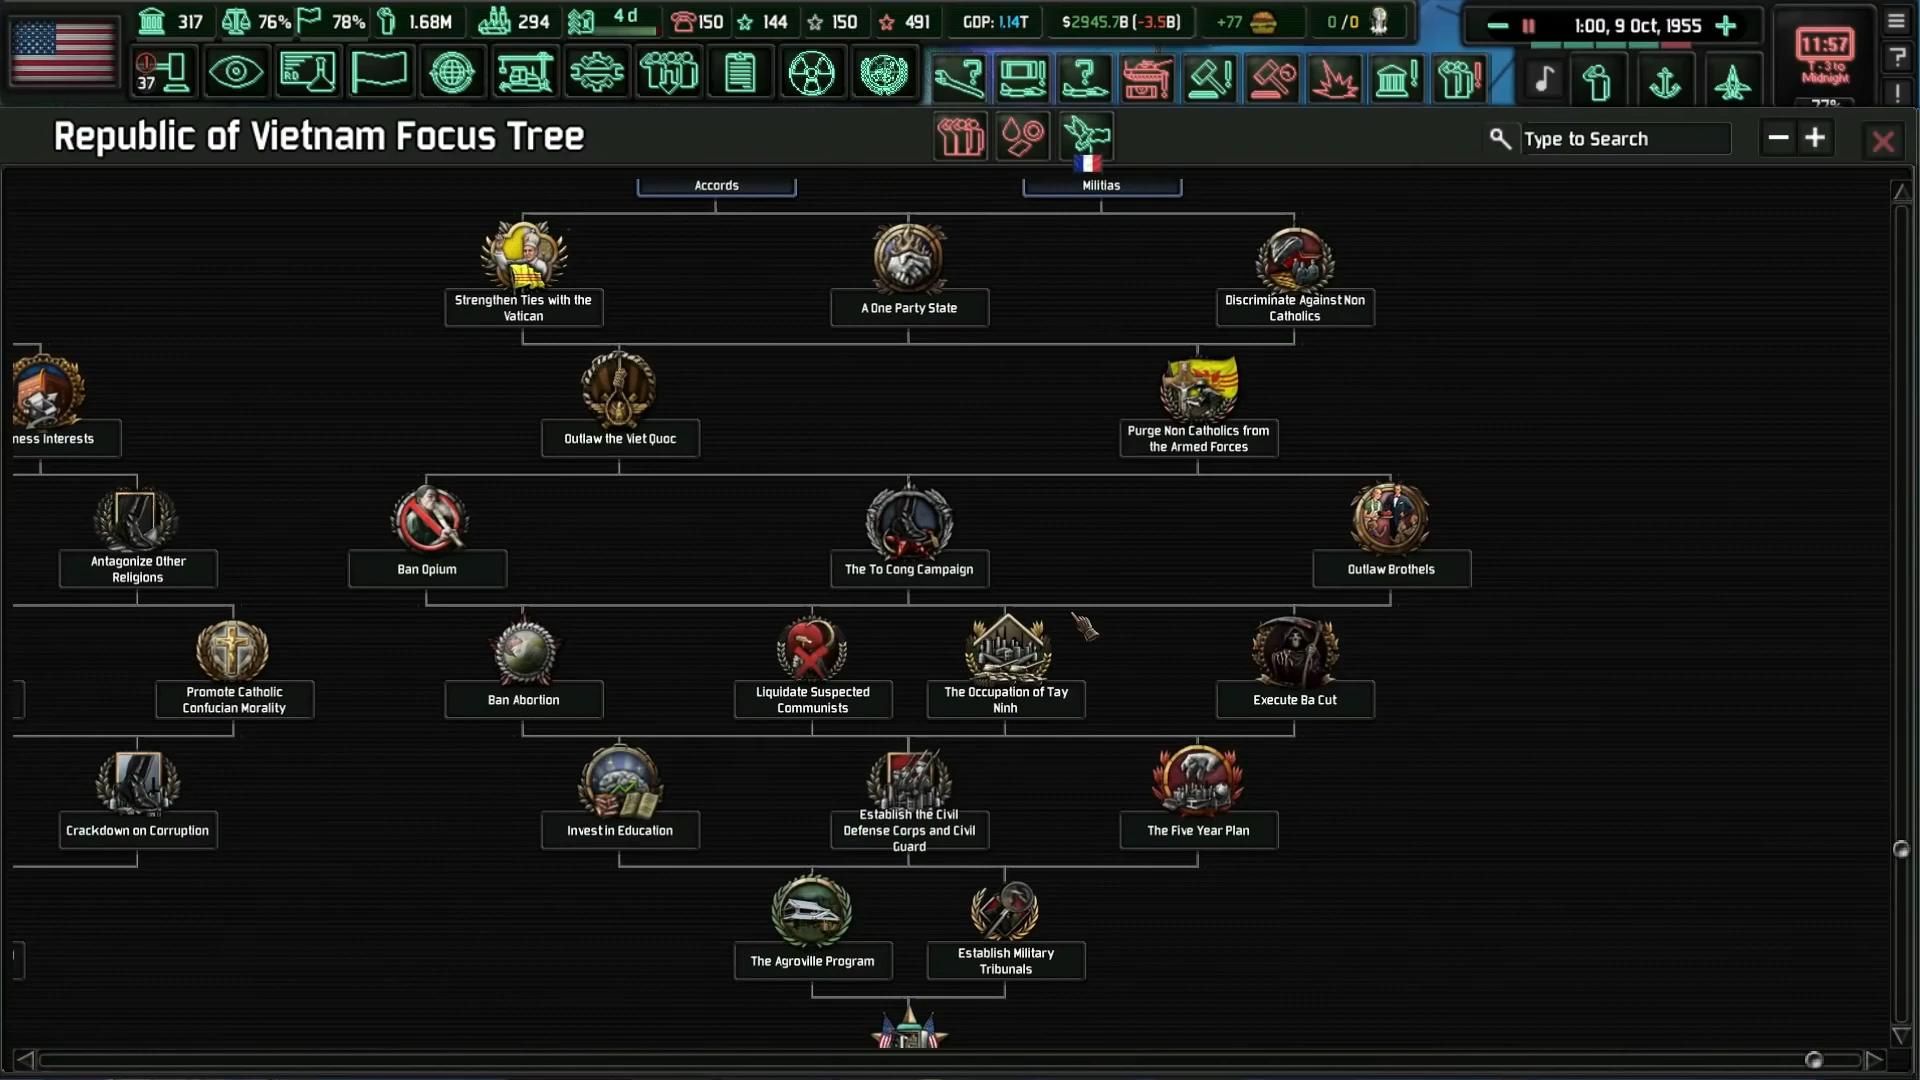 317
76%
78%
1.68M
294
4 d
150
144
150
491
GDP: 1.14T
$2945.7B (-3.5B)
+77
0 / 0
1:00, 9 Oct, 1955
11:57
T - 3 to
Midnight
77%
37
RD
Republic of Vietnam Focus Tree
Type to Search
Accords
Militias
Strengthen Ties with the
Vatican
A One Party State
Discriminate Against Non
Catholics
ness Interests
Outlaw the Viet Quoc
Purge Non Catholics from
the Armed Forces
Antagonize Other
Religions
Ban Opium
The To Cong Campaign
Outlaw Brothels
Promote Catholic
Confucian Morality
Ban Abortion
Liquidate Suspected
Communists
The Occupation of Tay
Ninh
Execute Ba Cut
Crackdown on Corruption
Invest in Education
Establish the Civil
Defense Corps and Civil
Guard
The Five Year Plan
The Agroville Program
Establish Military
Tribunals